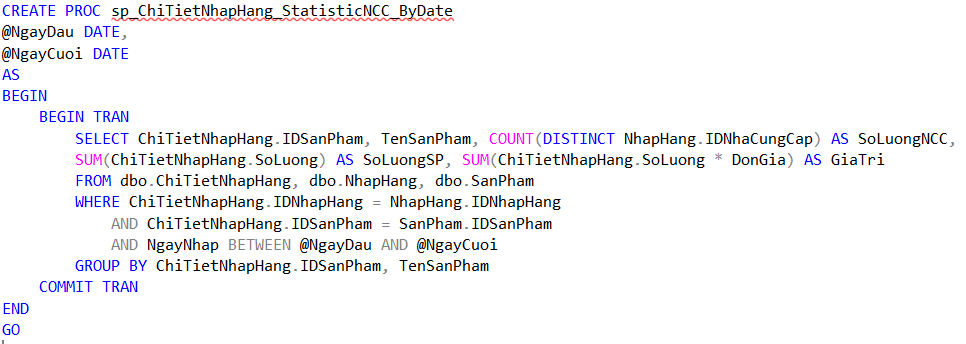 CREATE PROC sp_ChiTietNhapHang_StatisticNCC_ByDate
@NgayDau DATE,
@NgayCuoi DATE
AS
BEGIN
    BEGIN TRAN
        SELECT ChiTietNhapHang.IDSanPham, TenSanPham, COUNT(DISTINCT NhapHang.IDNhaCungCap) AS SoLuongNCC,
        SUM(ChiTietNhapHang.SoLuong) AS SoLuongSP, SUM(ChiTietNhapHang.SoLuong * DonGia) AS GiaTri
        FROM dbo.ChiTietNhapHang, dbo.NhapHang, dbo.SanPham
        WHERE ChiTietNhapHang.IDNhapHang = NhapHang.IDNhapHang
            AND ChiTietNhapHang.IDSanPham = SanPham.IDSanPham
            AND NgayNhap BETWEEN @NgayDau AND @NgayCuoi
        GROUP BY ChiTietNhapHang.IDSanPham, TenSanPham
    COMMIT TRAN
END
GO